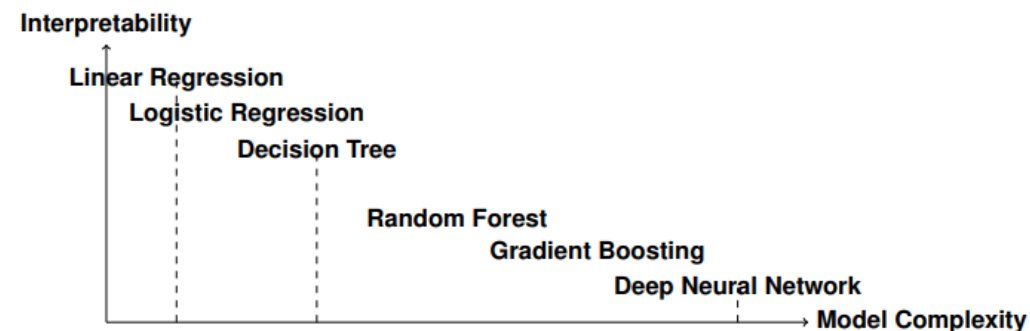 Interpretability
Linear Regression
Logistic Regression
Decision Tree
Random Forest
Gradient Boosting
Deep Neural Network
Model Complexity